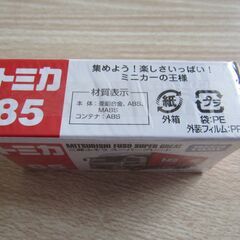 トミカ
85
集めよう!楽しさいっぱい!
ミニカーの王様
材質表示
本体:亜鉛合金、ABS、
MABS
コンテナ:ABS
紙
外箱
プラ
袋:PE
外装フィルム:PP
MITSUBISHI FUSO SUPER GREAT